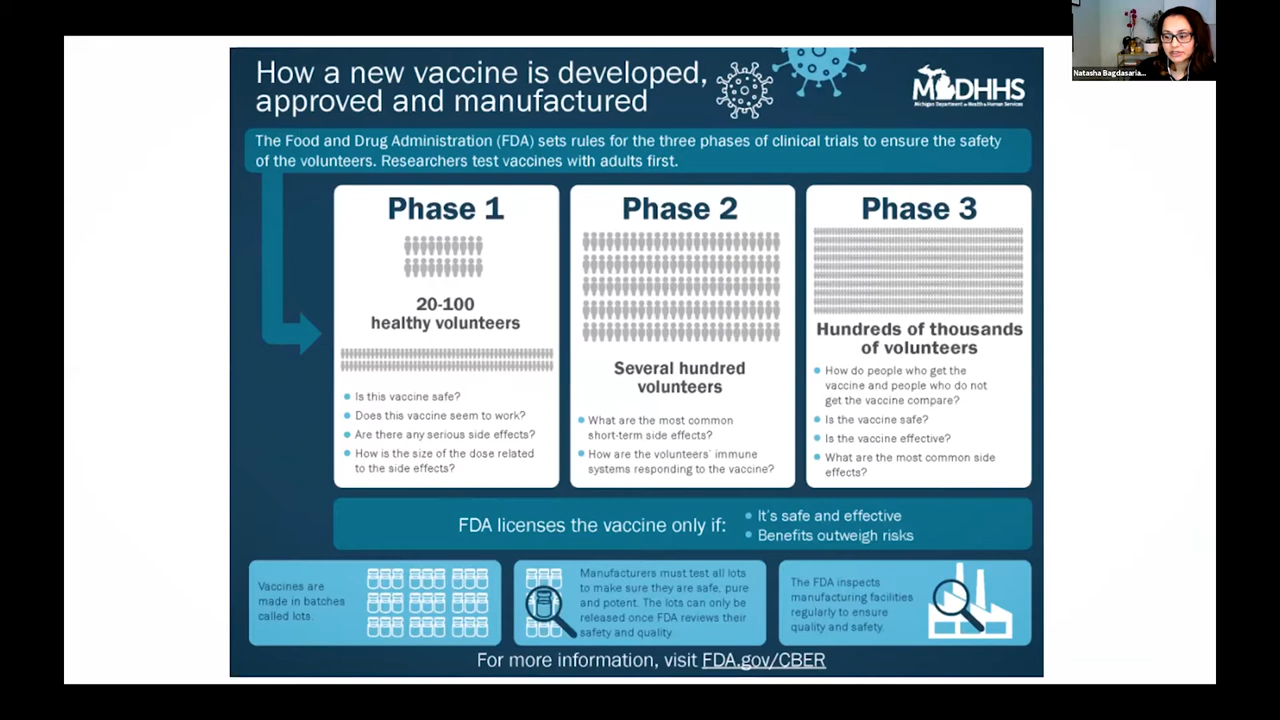 Natasha Bagdasaria...
How a new vaccine is developed,
approved and manufactured
MDHHS
Michigan Department of Health & Human Services
The Food and Drug Administration (FDA) sets rules for the three phases of clinical trials to ensure the safety
of the volunteers. Researchers test vaccines with adults first.
Phase 1
20-100
healthy volunteers
Is this vaccine safe?
Does this vaccine seem to work?
Are there any serious side effects?
How is the size of the dose related
to the side effects?
Phase 2
Several hundred
volunteers
What are the most common
short-term side effects?
How are the volunteers' immune
systems responding to the vaccine?
Phase 3
Hundreds of thousands
of volunteers
How do people who get the
vaccine and people who do not
get the vaccine compare?
Is the vaccine safe?
Is the vaccine effective?
What are the most common side
effects?
FDA licenses the vaccine only if:
It's safe and effective
Benefits outweigh risks
Vaccines are
made in batches
called lots.
Manufacturers must test all lots
to make sure they are safe, pure
and potent. The lots can only be
released once FDA reviews their
safety and quality
The FDA inspects
manufacturing facilities
regularly to ensure
quality and safety.
For more information, visit FDA.gov/CBER